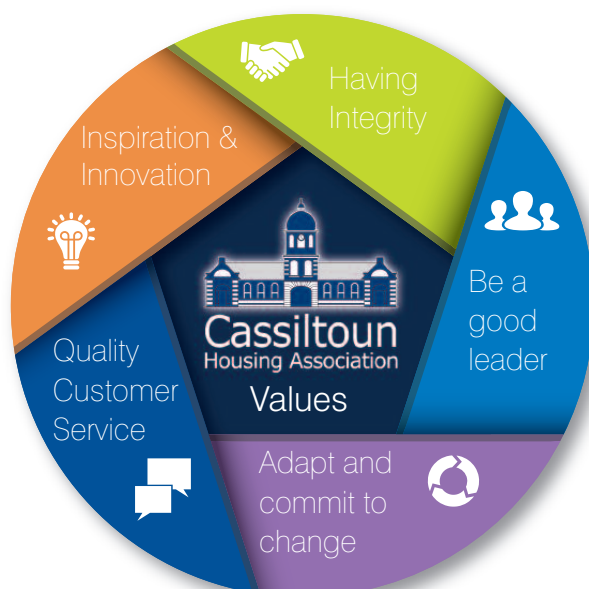 Having
Integrity
Inspiration &
Innovation
Be a
good
leader
Cassiltoun
Housing Association
Values
Quality
Customer
Service
Adapt and
commit to
change